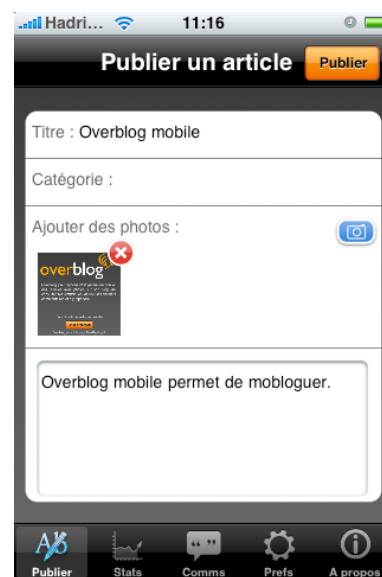 Hadri... 11:16
Publier un article
Publier
Titre : Overblog mobile
Catégorie :
Ajouter des photos :
overblog
Overblog mobile permet de mobloguer.
Publier Stats Comms Prefs A propos